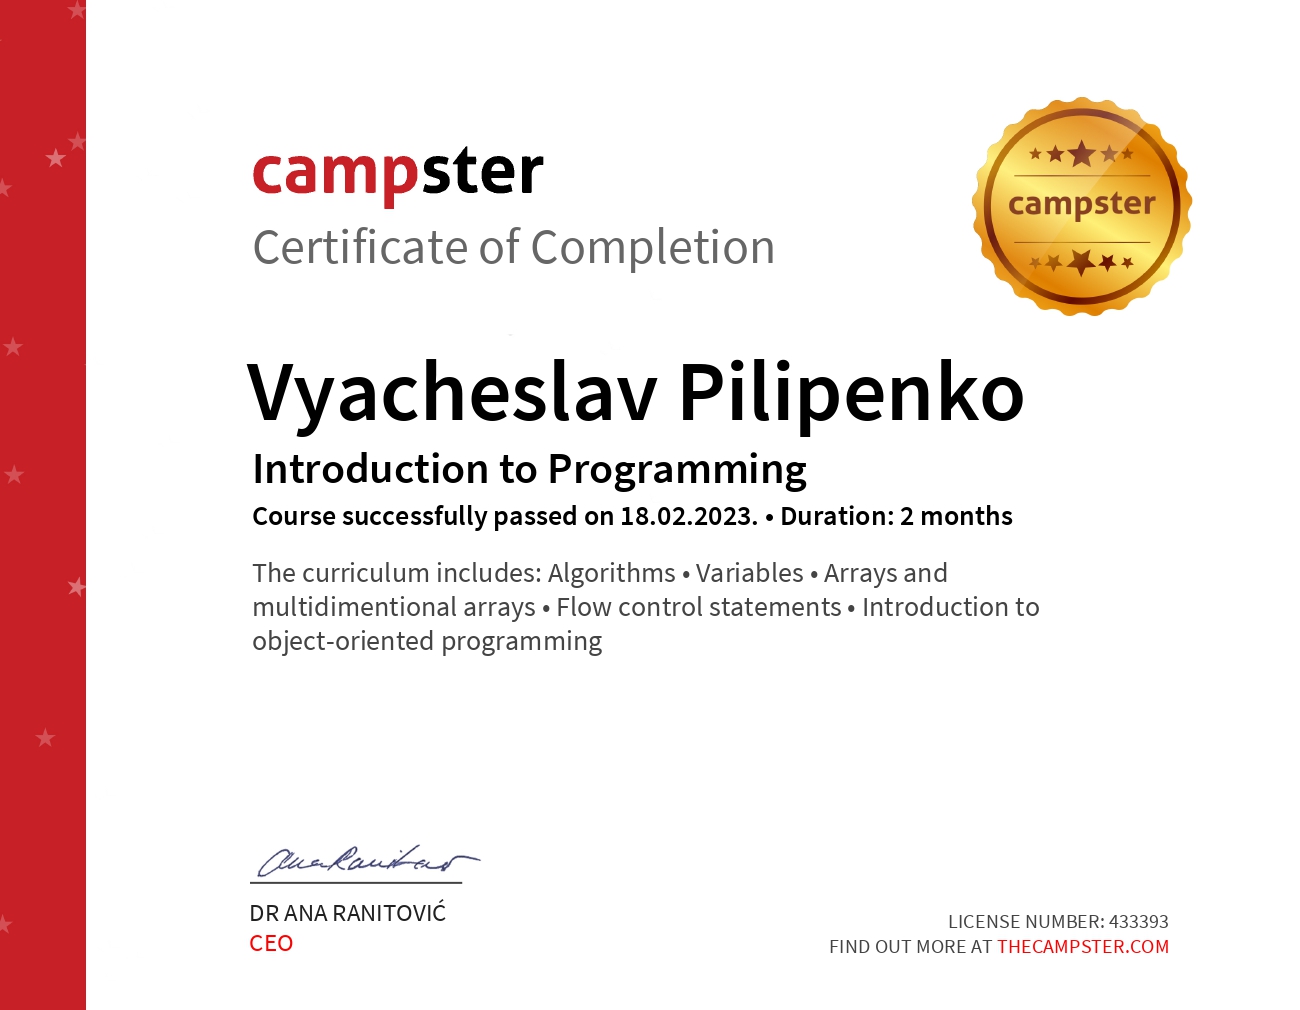 campster
Certificate of Completion
campster
Vyacheslav Pilipenko
Introduction to Programming
Course successfully passed on 18.02.2023. • Duration: 2 months
The curriculum includes: Algorithms • Variables • Arrays and
multidimentional arrays • Flow control statements • Introduction to
object-oriented programming
Ana Ranitović
DR ANA RANITOVIĆ
CEO
LICENSE NUMBER: 433393
FIND OUT MORE AT THECAMPSTER.COM